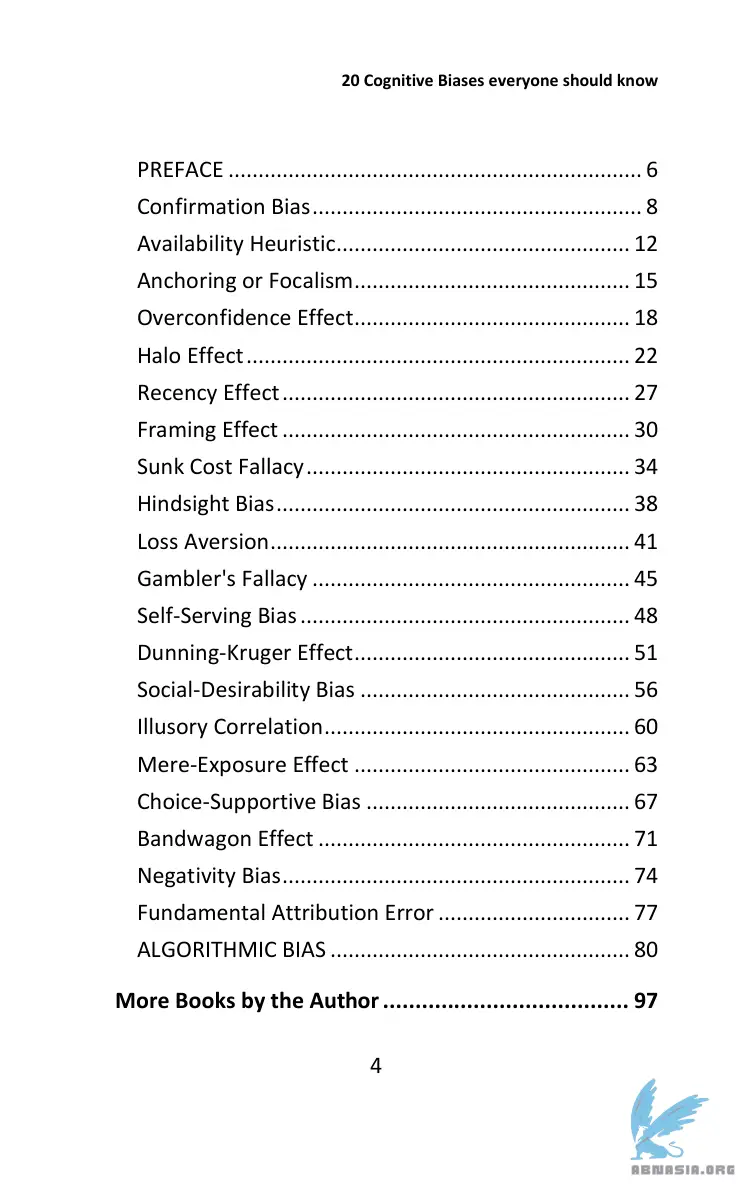 20 Cognitive Biases everyone should know
PREFACE ..................................................................... 6
Confirmation Bias....................................................... 8
Availability Heuristic................................................. 12
Anchoring or Focalism.............................................. 15
Overconfidence Effect.............................................. 18
Halo Effect................................................................ 22
Recency Effect.......................................................... 27
Framing Effect .......................................................... 30
Sunk Cost Fallacy...................................................... 34
Hindsight Bias........................................................... 38
Loss Aversion............................................................ 41
Gambler's Fallacy ..................................................... 45
Self-Serving Bias ....................................................... 48
Dunning-Kruger Effect.............................................. 51
Social-Desirability Bias ............................................. 56
Illusory Correlation................................................... 60
Mere-Exposure Effect .............................................. 63
Choice-Supportive Bias ............................................ 67
Bandwagon Effect .................................................... 71
Negativity Bias.......................................................... 74
Fundamental Attribution Error ................................ 77
ALGORITHMIC BIAS .................................................. 80
More Books by the Author ...................................... 97
4
ABNASIA.ORG